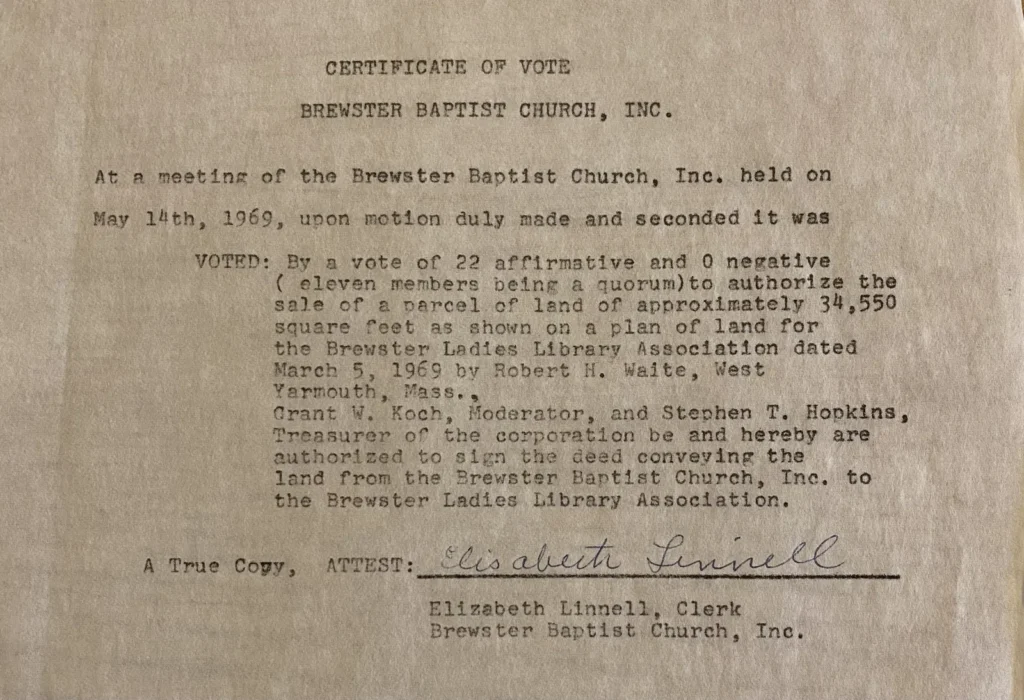 CERTIFICATE OF VOTE
BREWSTER BAPTIST CHURCH, INC.
At a meeting of the Brewster Baptist Church, Inc. held on
May 14th, 1969, upon motion duly made and seconded it was
VOTED: By a vote of 22 affirmative and 0 negative
( eleven members being a quorum)to authorize the
sale of a parcel of land of approximately 34,550
square feet as shown on a plan of land for
the Brewster Ladies Library Association dated
March 5, 1969 by Robert H. Waite, West
Yarmouth, Mass.,
Grant W. Koch, Moderator, and Stephen T. Hopkins,
Treasurer of the corporation be and hereby are
authorized to sign the deed conveying the
land from the Brewster Baptist Church, Inc. to
the Brewster Ladies Library Association.
A True Copy, ATTEST: Elisabeth Linnell
Elizabeth Linnell, Clerk
Brewster Baptist Church, Inc.